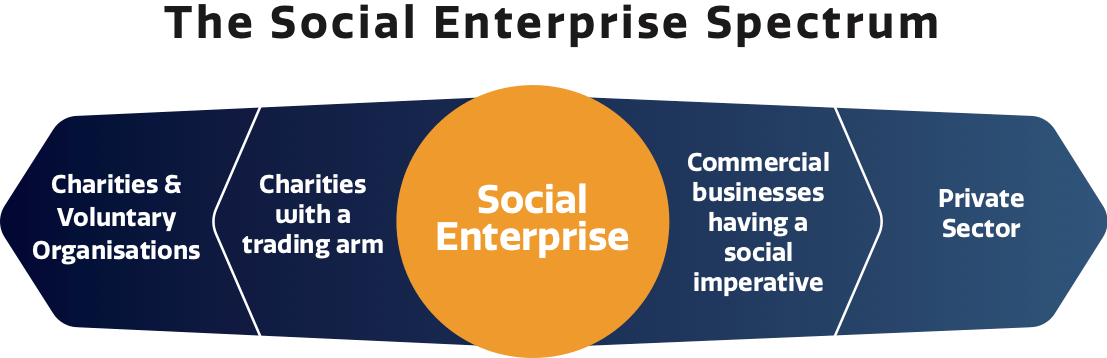 The Social Enterprise Spectrum
Charities &
Voluntary
Organisations
Charities
with a
trading arm
Social
Enterprise
Commercial
businesses
having a
social
imperative
Private
Sector